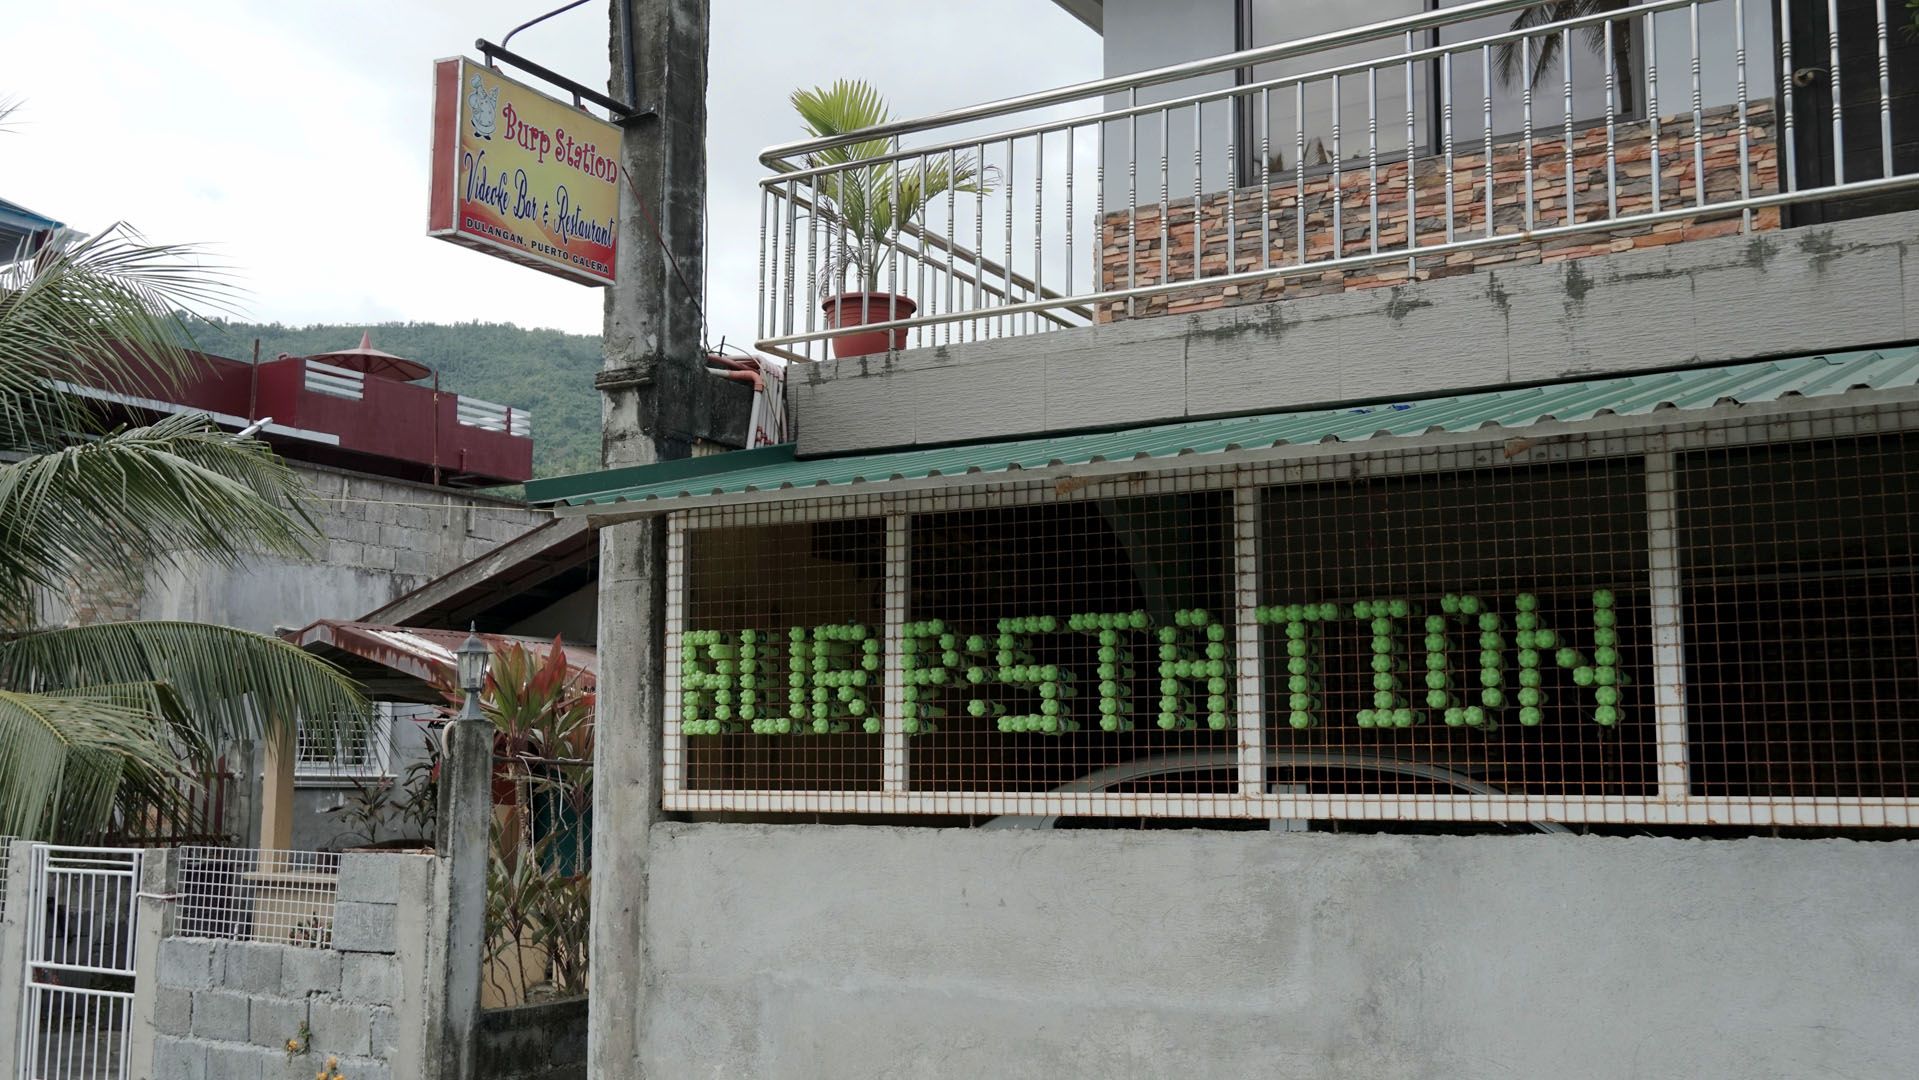 Burp Station
Videoke Bar & Restaurant
DULANGAN, PUERTO GALERA
BURP STATION